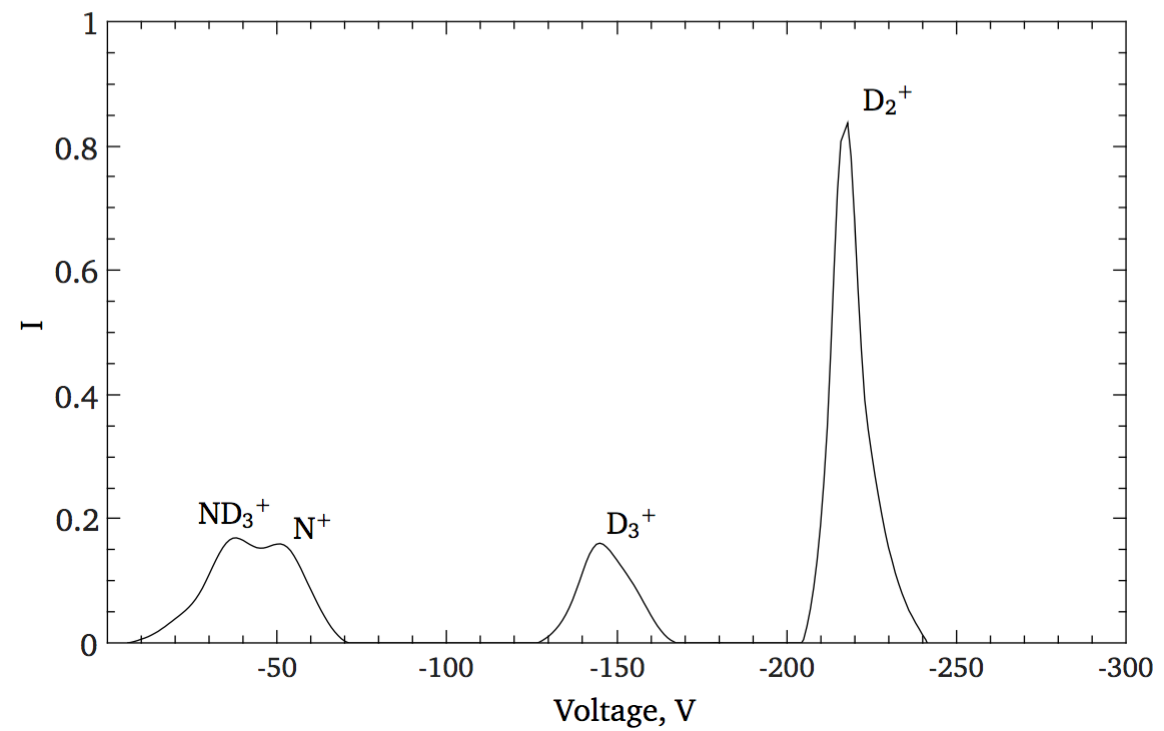 1
D₂⁺
0.8
0.6
I
0.4
ND₃⁺
N⁺
D₃⁺
0.2
0
-50 -100 -150 -200 -250 -300
Voltage, V